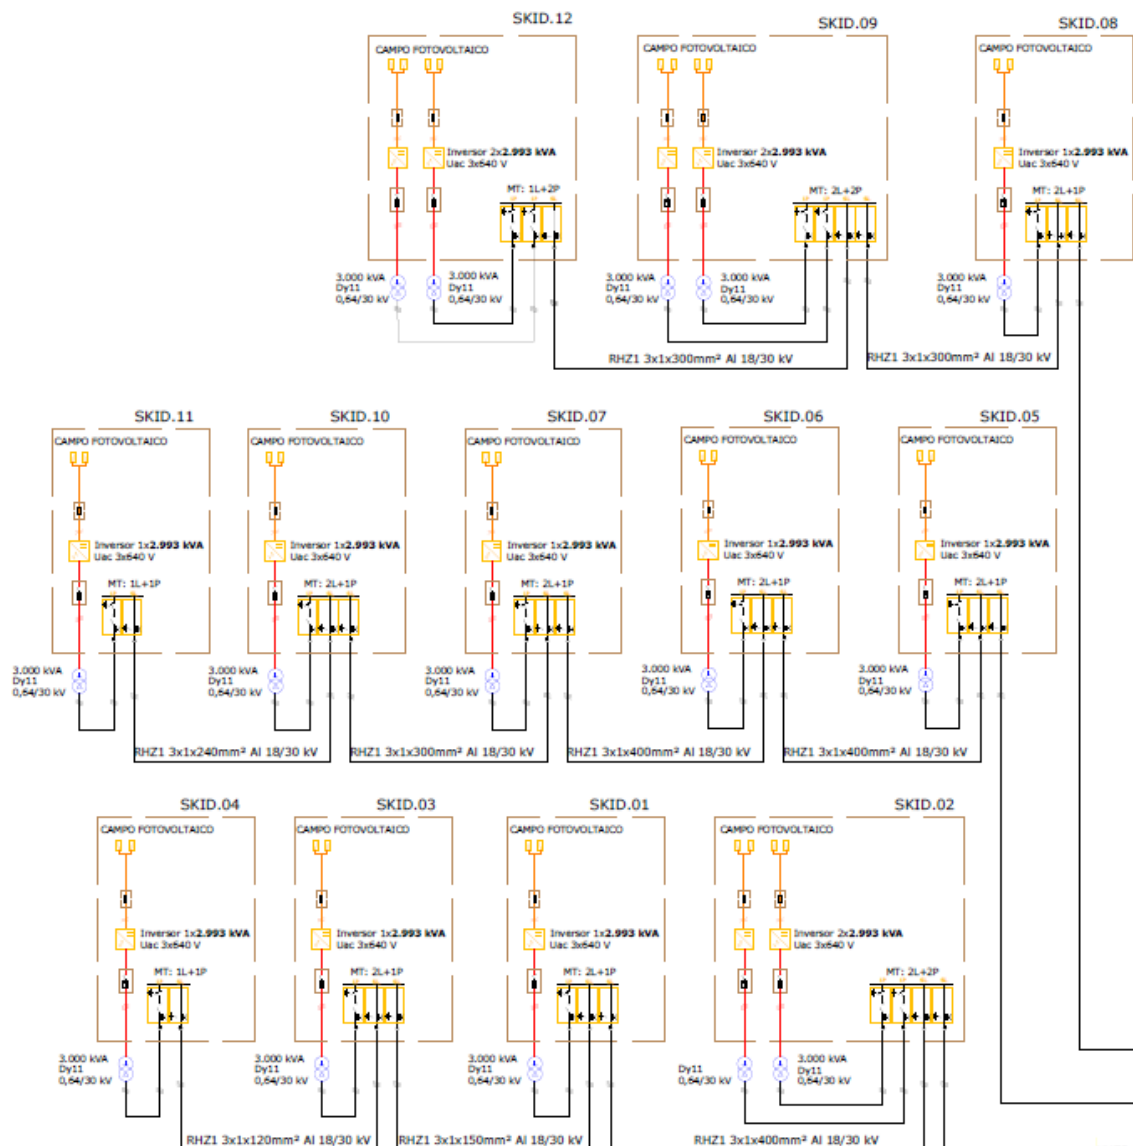 SKID.12
SKID.09
SKID.08
CAMPO FOTOVOLTAICO
CAMPO FOTOVOLTAICO
CAMPO FOTOVOLTAICO
Inversor 2x2.993 kVA
Uac 3x640 V
Inversor 2x2.993 kVA
Uac 3x640 V
Inversor 1x2.993 kVA
Uac 3x640 V
MT: 1L+2P
MT: 2L+2P
MT: 2L+1P
3.000 kVA
Dy11
0,64/30 kV
3.000 kVA
Dy11
0,64/30 kV
3.000 kVA
Dy11
0,64/30 kV
3.000 kVA
Dy11
0,64/30 kV
3.000 kVA
Dy11
0,64/30 kV
RHZ1 3x1x300mm² Al 18/30 kV
RHZ1 3x1x300mm² Al 18/30 kV
SKID.11
SKID.10
SKID.07
SKID.06
SKID.05
CAMPO FOTOVOLTAICO
CAMPO FOTOVOLTAICO
CAMPO FOTOVOLTAICO
CAMPO FOTOVOLTAICO
CAMPO FOTOVOLTAICO
Inversor 1x2.993 kVA
Uac 3x640 V
Inversor 1x2.993 kVA
Uac 3x640 V
Inversor 1x2.993 kVA
Uac 3x640 V
Inversor 1x2.993 kVA
Uac 3x640 V
Inversor 1x2.993 kVA
Uac 3x640 V
MT: 1L+1P
MT: 2L+1P
MT: 2L+1P
MT: 2L+1P
MT: 2L+1P
3.000 kVA
Dy11
0,64/30 kV
3.000 kVA
Dy11
0,64/30 kV
3.000 kVA
Dy11
0,64/30 kV
3.000 kVA
Dy11
0,64/30 kV
3.000 kVA
Dy11
0,64/30 kV
RHZ1 3x1x240mm² Al 18/30 kV
RHZ1 3x1x300mm² Al 18/30 kV
RHZ1 3x1x400mm² Al 18/30 kV
RHZ1 3x1x400mm² Al 18/30 kV
SKID.04
SKID.03
SKID.01
SKID.02
CAMPO FOTOVOLTAICO
CAMPO FOTOVOLTAICO
CAMPO FOTOVOLTAICO
CAMPO FOTOVOLTAICO
Inversor 1x2.993 kVA
Uac 3x640 V
Inversor 1x2.993 kVA
Uac 3x640 V
Inversor 1x2.993 kVA
Uac 3x640 V
Inversor 2x2.993 kVA
Uac 3x640 V
MT: 1L+1P
MT: 2L+1P
MT: 2L+1P
MT: 2L+2P
3.000 kVA
Dy11
0,64/30 kV
3.000 kVA
Dy11
0,64/30 kV
3.000 kVA
Dy11
0,64/30 kV
Dy11
0,64/30 kV
3.000 kVA
Dy11
0,64/30 kV
RHZ1 3x1x120mm² Al 18/30 kV
RHZ1 3x1x150mm² Al 18/30 kV
RHZ1 3x1x400mm² Al 18/30 kV